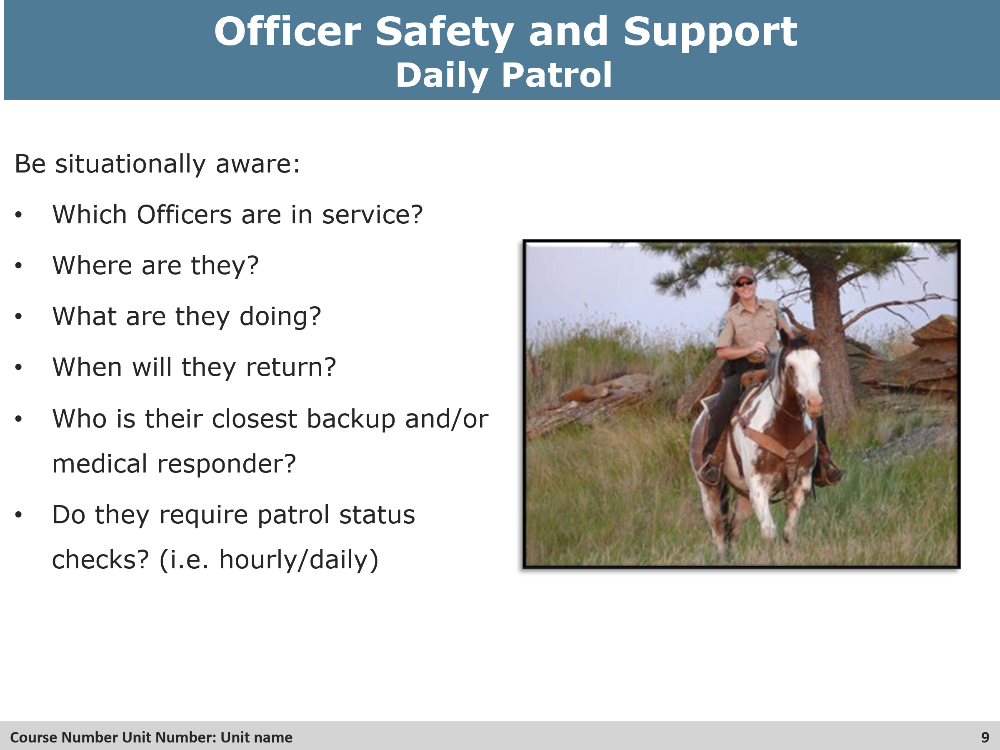 Officer Safety and Support
Daily Patrol
Be situationally aware:
• Which Officers are in service?
• Where are they?
• What are they doing?
• When will they return?
• Who is their closest backup and/or
medical responder?
• Do they require patrol status
checks? (i.e. hourly/daily)
Course Number Unit Number: Unit name
9